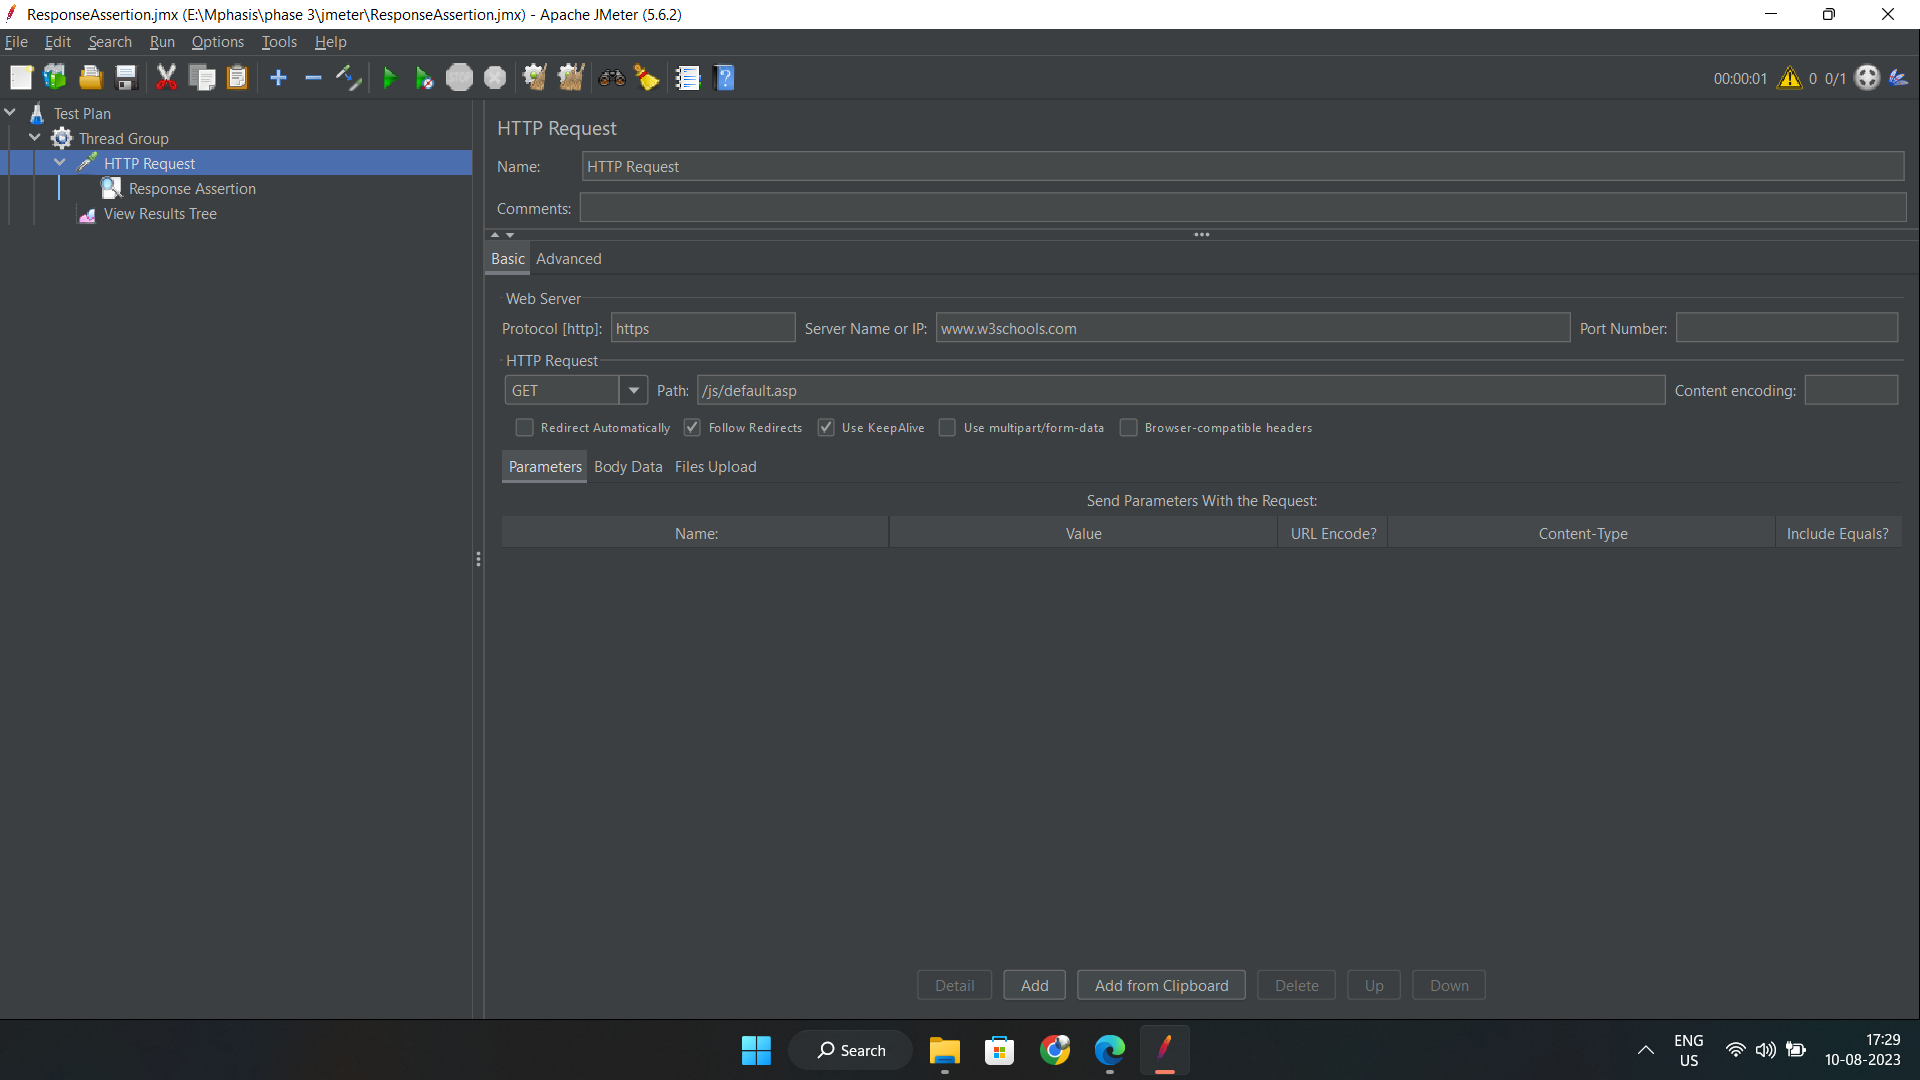 ResponseAssertion.jmx (E:\Mphasis\phase 3\jmeter\ResponseAssertion.jmx) - Apache JMeter (5.6.2)
File Edit Search Run Options Tools Help
STOP ? 00:00:01 0 0/1
Test Plan
Thread Group
HTTP Request
Response Assertion
View Results Tree
HTTP Request
Name: HTTP Request
Comments:
Basic Advanced
Web Server
Protocol [http]: https Server Name or IP: www.w3schools.com Port Number:
HTTP Request
GET Path: /js/default.asp Content encoding:
Redirect Automatically Follow Redirects Use KeepAlive Use multipart/form-data Browser-compatible headers
Parameters Body Data Files Upload
Send Parameters With the Request:
Name: Value URL Encode? Content-Type Include Equals?
Detail Add Add from Clipboard Delete Up Down
Search
ENG
US
17:29
10-08-2023